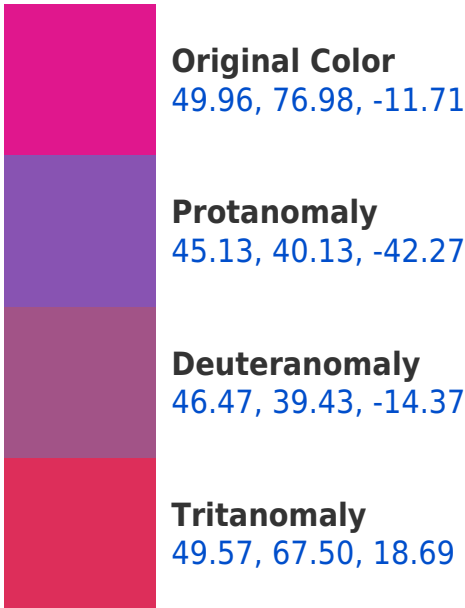 Original Color
49.96, 76.98, -11.71
Protanomaly
45.13, 40.13, -42.27
Deuteranomaly
46.47, 39.43, -14.37
Tritanomaly
49.57, 67.50, 18.69